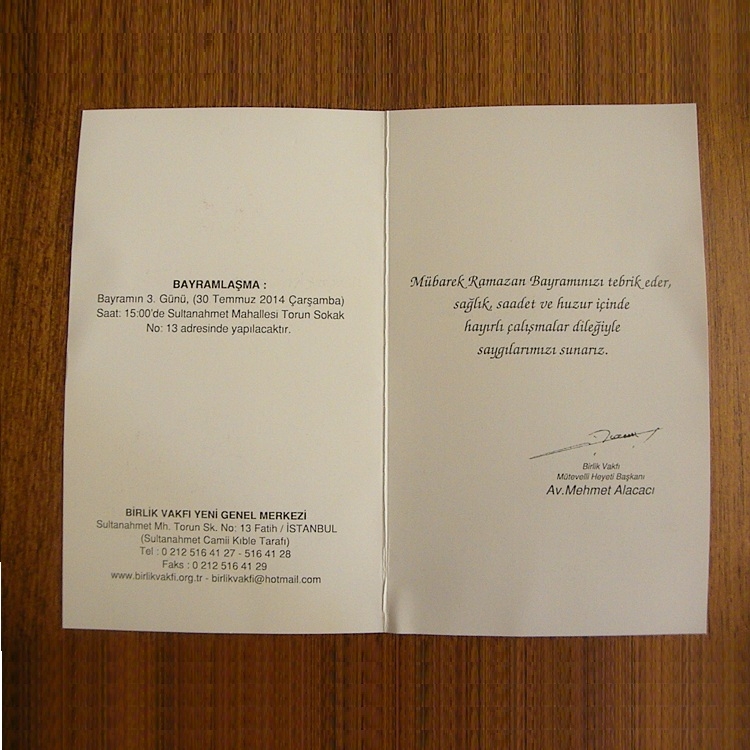 BAYRAMLAŞMA :
Bayramın 3. Günü, (30 Temmuz 2014 Çarşamba)
Saat: 15:00'de Sultanahmet Mahallesi Torun Sokak
No: 13 adresinde yapılacaktır.
BİRLİK VAKFI YENİ GENEL MERKEZİ
Sultanahmet Mh. Torun Sk. No: 13 Fatih / İSTANBUL
(Sultanahmet Camii Kıble Tarafı)
Tel : 0 212 516 41 27 - 516 41 28
Faks : 0 212 516 41 29
www.birlikvakfi.org.tr - birlikvakfi@hotmail.com
Mübarek Ramazan Bayramınızı tebrik eder,
sağlık, saadet ve huzur içinde
hayırlı çalışmalar dileğiyle
saygılarımızı sunarız.
Birlik Vakfı
Mütevelli Heyeti Başkanı
Av.Mehmet Alacacı